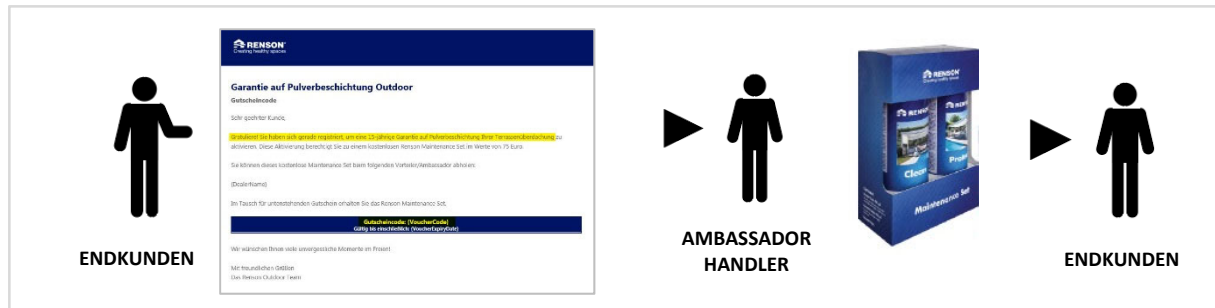 ENDKUNDEN
RENSON
Creating healthy spaces
Garantie auf Pulverbeschichtung Outdoor
Gutscheincode
Sehr geehrter Kunde,
Gratuliere! Sie haben sich gerade registriert, um eine 15-jährige Garantie auf Pulverbeschichtung Ihrer Terrassenüberdachung zu
aktivieren. Diese Aktivierung berechtigt Sie zu einem kostenlosen Renson Maintenance Set im Werte von 75 Euro.
Sie können dieses kostenlose Maintenance Set beim folgenden Verteiler/Ambassador abholen:
{DealerName}
Im Tausch für untenstehenden Gutschein erhalten Sie das Renson Maintenance Set.
Gutscheincode: {VoucherCode}
Gültig bis einschließlich: {VoucherExpiryDate}
Wir wünschen Ihnen viele unvergessliche Momente im Freien!
Mit freundlichen Grüßen
Das Renson Outdoor Team
AMBASSADOR
HANDLER
RENSON
RENSON
RENSON
Clean
Maintenance Set
ENDKUNDEN